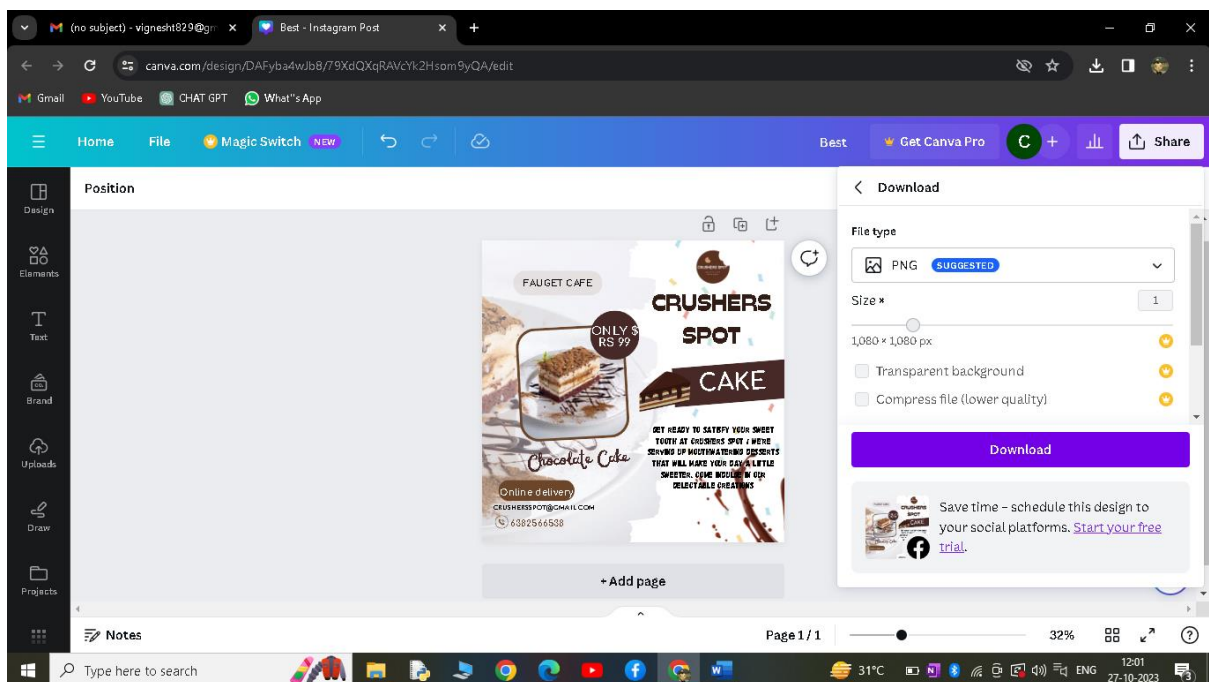 (no subject) - vignesht829@gm
Best - Instagram Post
canva.com/design/DAFyba4wJb8/79XdQXqRAVcYk2Hsom9yQA/edit
Gmail
YouTube
CHAT GPT
What"s App
Home
File
Magic Switch NEW
Best
Get Canva Pro
C
Share
Position
Design
Elements
Text
Brand
Uploads
Draw
Projects
FAUGET CAFE
ONLY $
RS 99
Chocolate Cake
Online delivery
CRUSHERSSPOT@GMAIL.COM
6382566538
CRUSHERS
SPOT
CAKE
GET READY TO SATISFY YOUR SWEET
TOOTH AT CRUSHERS SPOT ! WE'RE
SERVING UP MOUTHWATERING DESSERTS
THAT WILL MAKE YOUR DAY A LITTLE
SWEETER. COME INDULGE IN OUR
DELECTABLE CREATIONS
+ Add page
Download
File type
PNG SUGGESTED
Size ×
1
1,080 × 1,080 px
Transparent background
Compress file (lower quality)
Download
Save time – schedule this design to
your social platforms. Start your free
trial.
Notes
Page 1 / 1
32%
Type here to search
31°C
ENG
12:01
27-10-2023